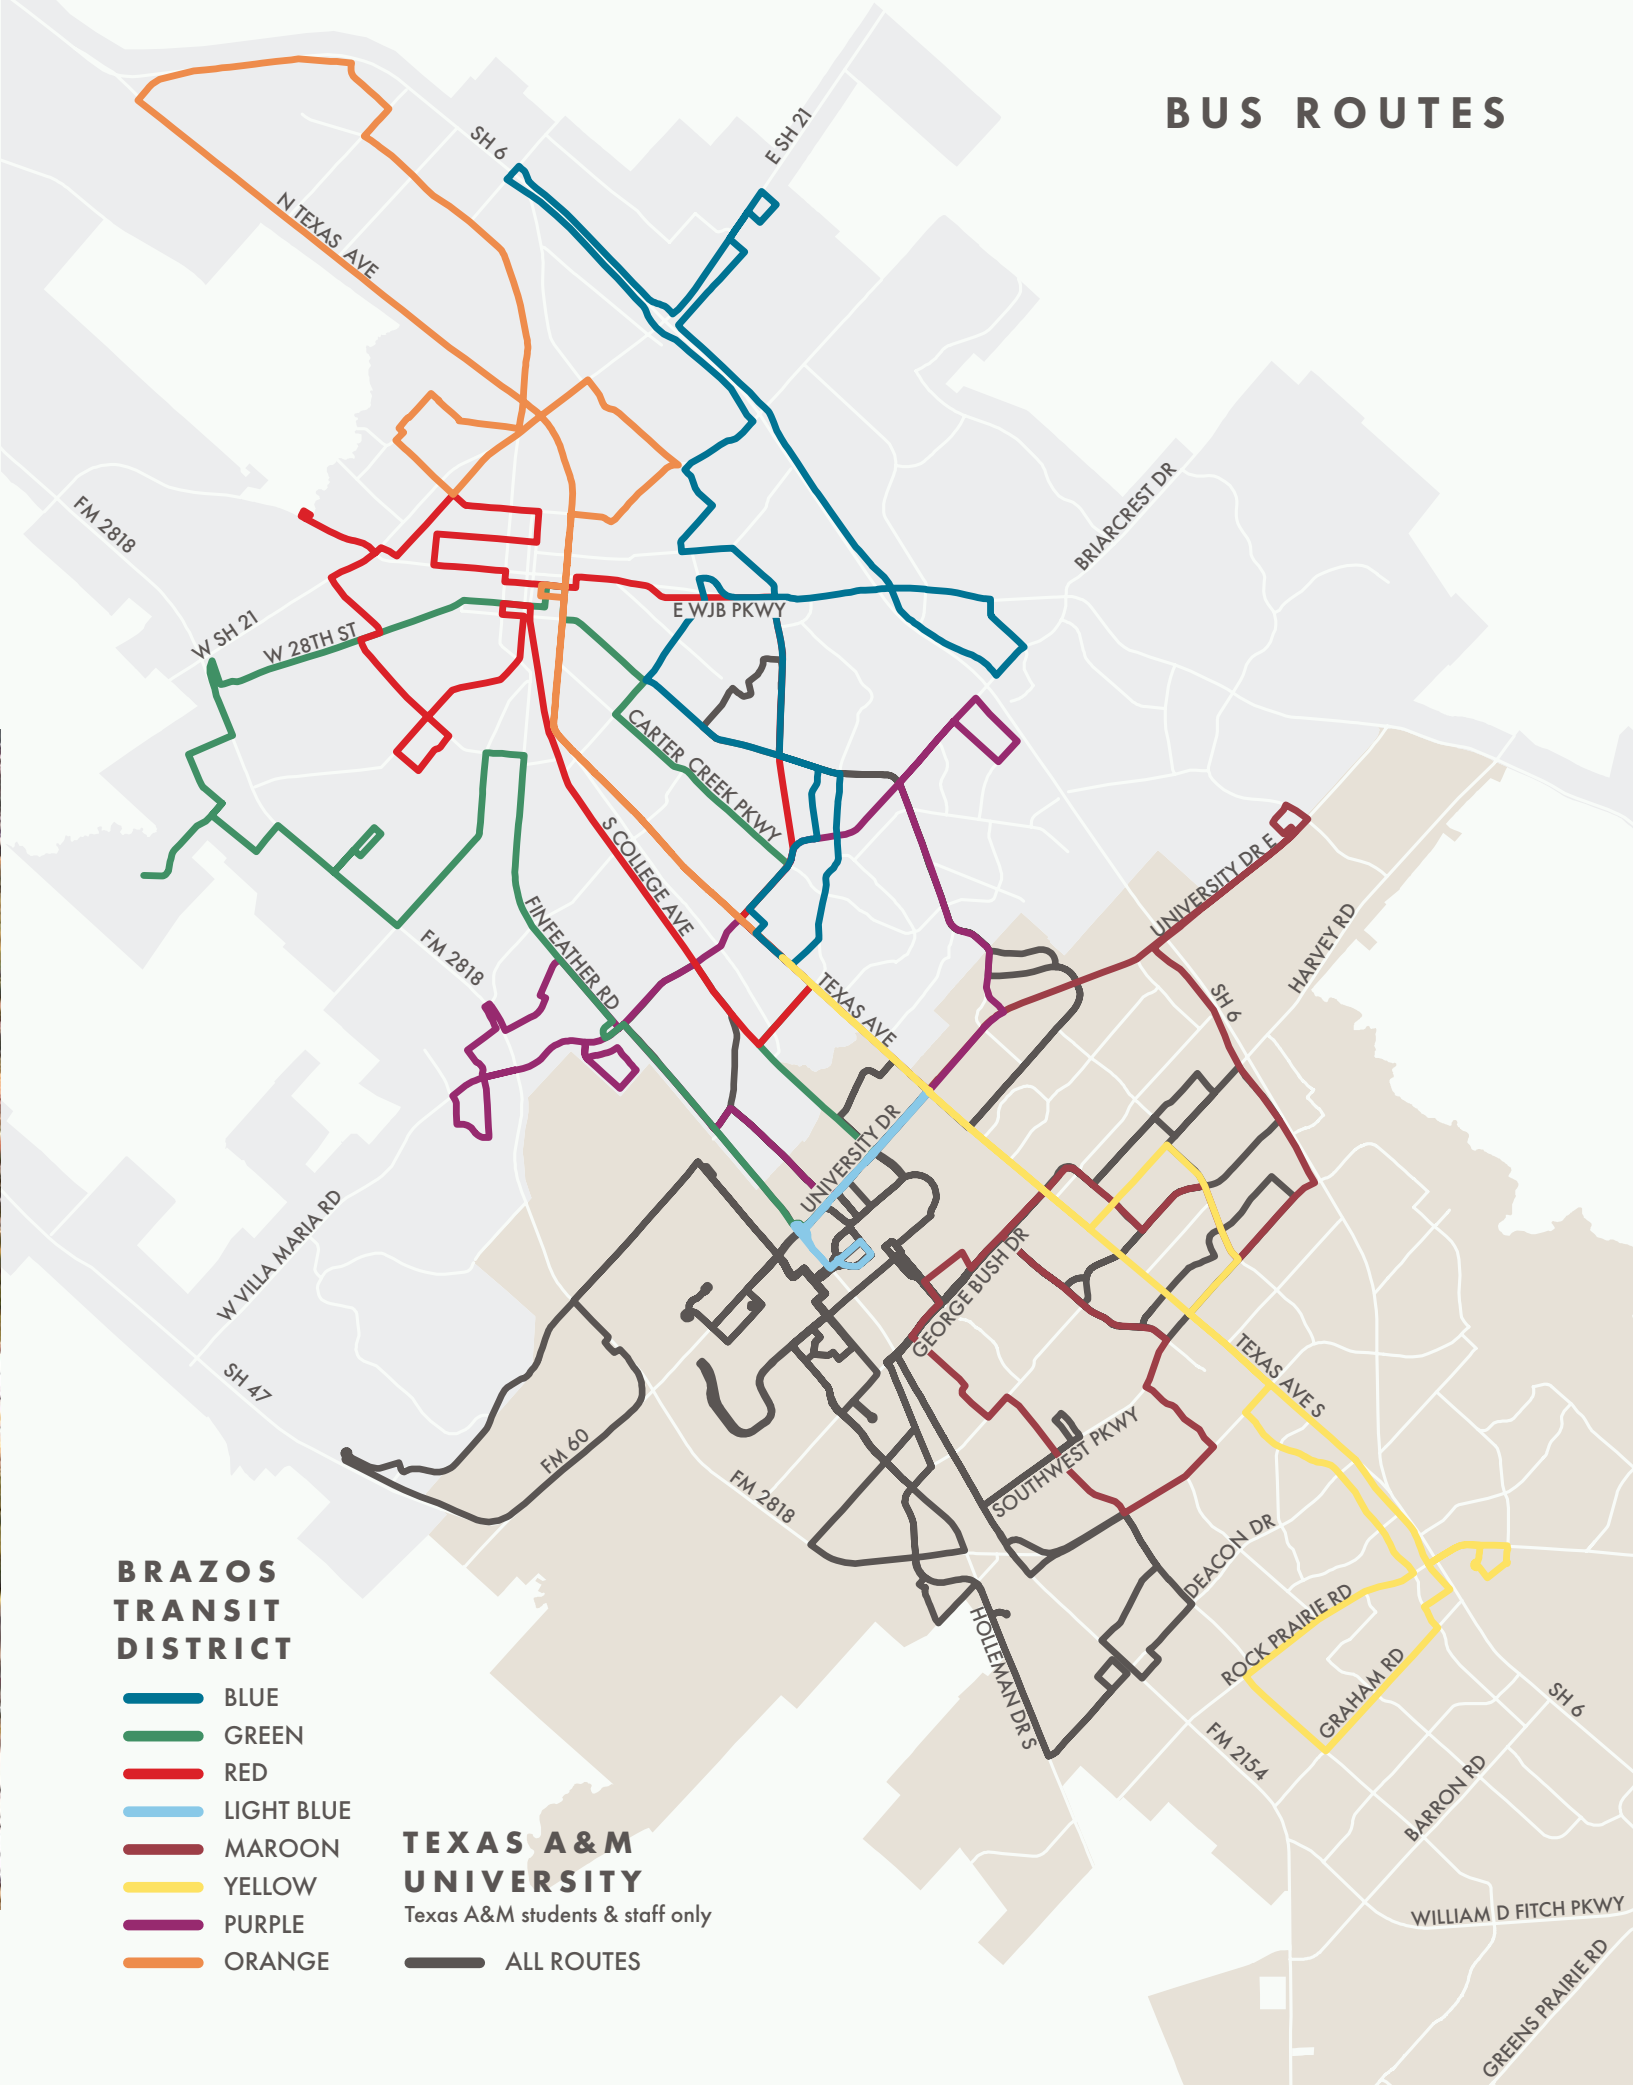 BUS ROUTES
SH 6
E SH 21
N TEXAS AVE
FM 2818
BRIARCREST DR
W SH 21
W 28TH ST
E WJB PKWY
CARTER CREEK PKWY
S COLLEGE AVE
UNIVERSITY DR E
HARVEY RD
FINFEATHER RD
FM 2818
TEXAS AVE
SH 6
UNIVERSITY DR
W VILLA MARIA RD
GEORGE BUSH DR
SH 47
TEXAS AVE S
FM 60
SOUTHWEST PKWY
FM 2818
DEACON DR
HOLLEMAN DR S
ROCK PRAIRIE RD
GRAHAM RD
SH 6
FM 2154
BARRON RD
WILLIAM D FITCH PKWY
GREENS PRAIRIE RD
BRAZOS
TRANSIT
DISTRICT
BLUE
GREEN
RED
LIGHT BLUE
MAROON
YELLOW
PURPLE
ORANGE
TEXAS A&M
UNIVERSITY
Texas A&M students & staff only
ALL ROUTES